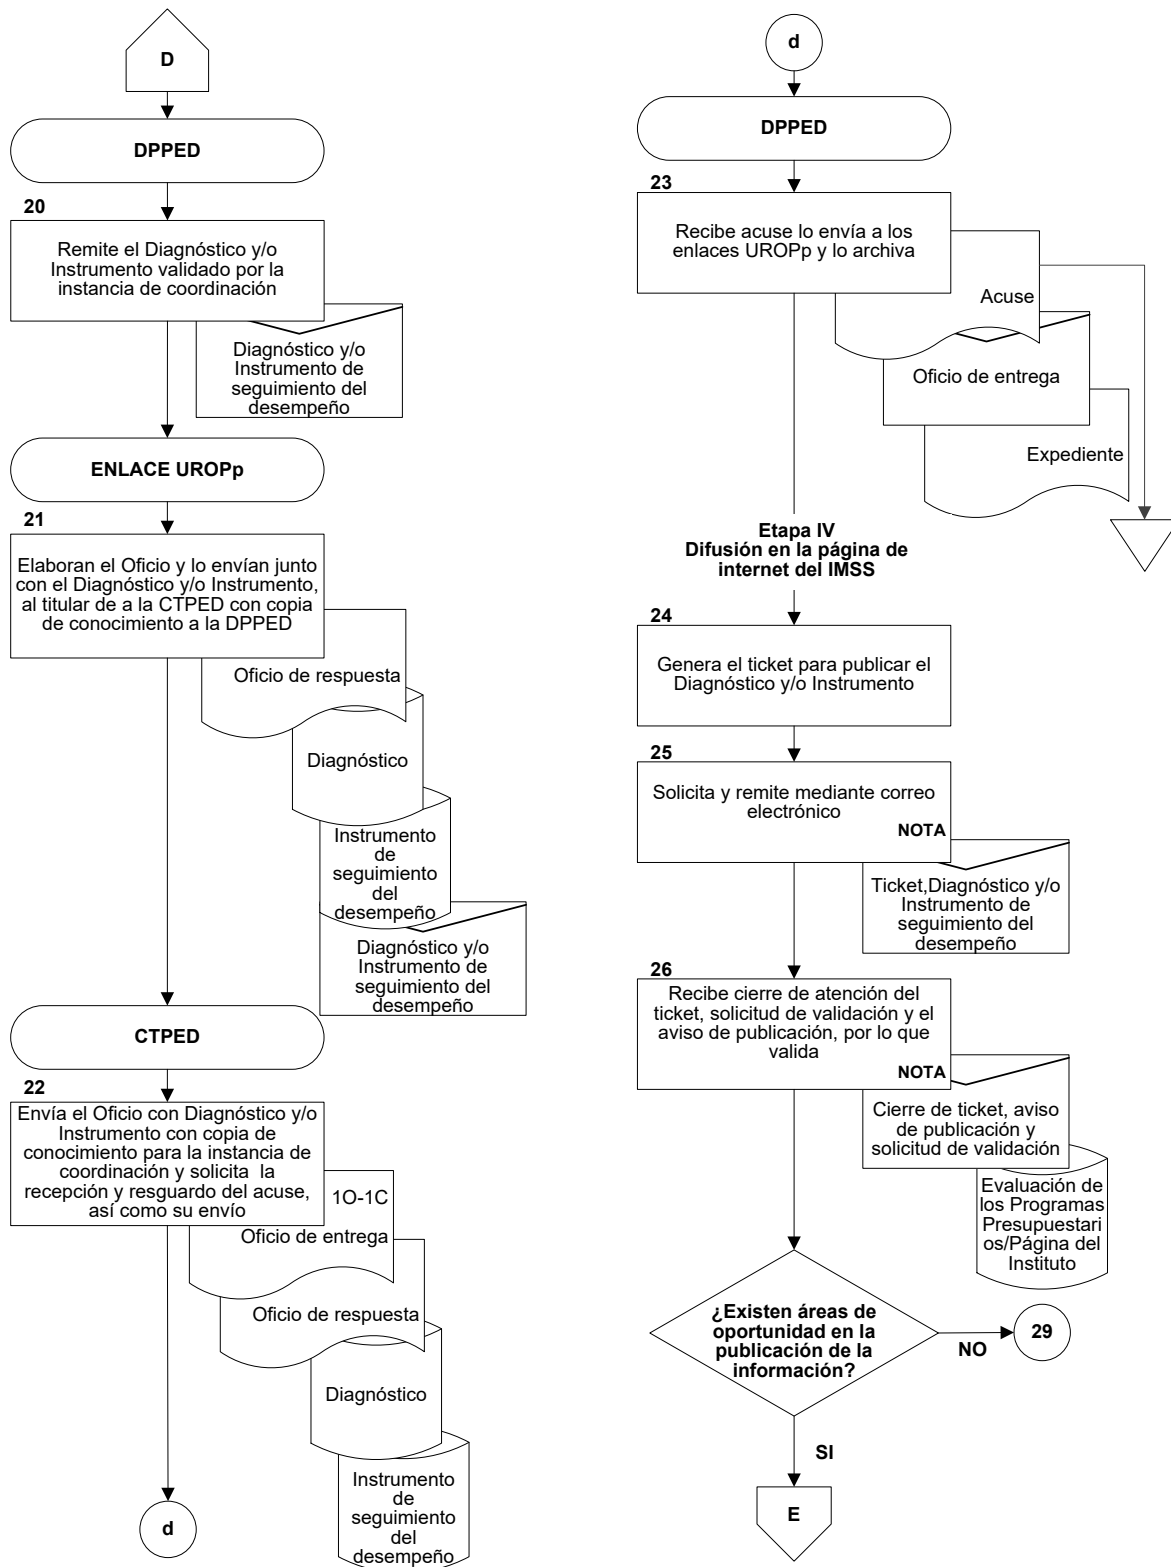 D
DPPED
20
Remite el Diagnóstico y/o
Instrumento validado por la
instancia de coordinación
Diagnóstico y/o
Instrumento de
seguimiento del
desempeño
ENLACE UROPp
21
Elaboran el Oficio y lo envían junto
con el Diagnóstico y/o Instrumento,
al titular de a la CTPED con copia
de conocimiento a la DPPED
Oficio de respuesta
Diagnóstico
Instrumento
de
seguimiento
del
desempeño
Diagnóstico y/o
Instrumento de
seguimiento del
desempeño
CTPED
22
Envía el Oficio con Diagnóstico y/o
Instrumento con copia de
conocimiento para la instancia de
coordinación y solicita la
recepción y resguardo del acuse,
así como su envío
1O-1C
Oficio de entrega
Oficio de respuesta
Diagnóstico
Instrumento
de
seguimiento
del
desempeño
d
d
DPPED
23
Recibe acuse lo envía a los
enlaces UROPp y lo archiva
Acuse
Oficio de entrega
Expediente
Etapa IV
Difusión en la página de
internet del IMSS
24
Genera el ticket para publicar el
Diagnóstico y/o Instrumento
25
Solicita y remite mediante correo
electrónico
NOTA
Ticket,Diagnóstico y/o
Instrumento de
seguimiento del
desempeño
26
Recibe cierre de atención del
ticket, solicitud de validación y el
aviso de publicación, por lo que
valida
NOTA
Cierre de ticket, aviso
de publicación y
solicitud de validación
Evaluación de
los Programas
Presupuestari
os/Página del
Instituto
¿Existen áreas de
oportunidad en la
publicación de la
información?
NO
29
SI
E